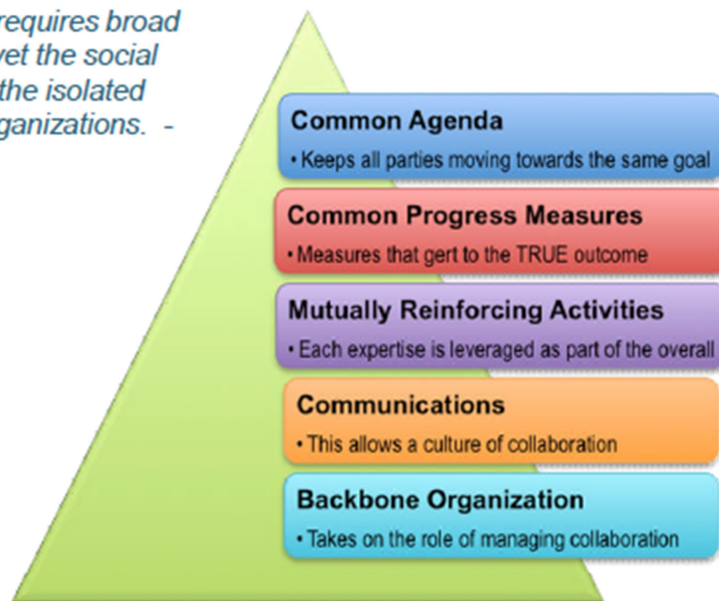 requires broad
yet the social
the isolated
ganizations. -
Common Agenda
• Keeps all parties moving towards the same goal
Common Progress Measures
• Measures that gert to the TRUE outcome
Mutually Reinforcing Activities
• Each expertise is leveraged as part of the overall
Communications
• This allows a culture of collaboration
Backbone Organization
• Takes on the role of managing collaboration